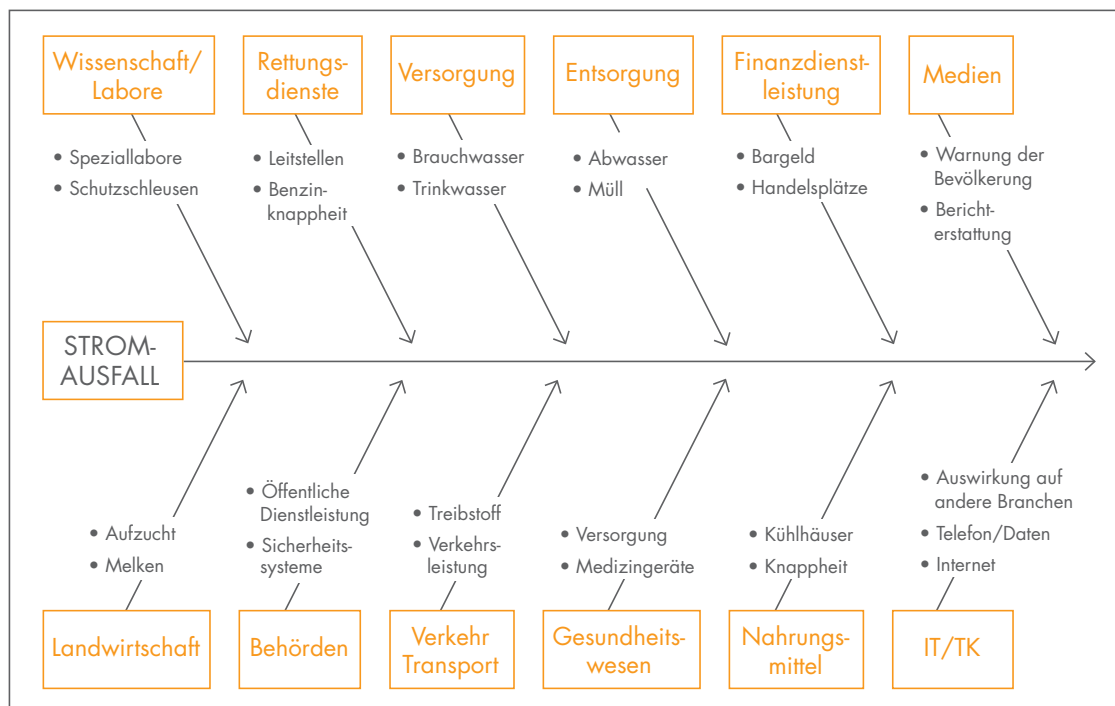 Wissenschaft/
Labore
Rettungs-
dienste
Versorgung
Entsorgung
Finanzdienst-
leistung
Medien
• Speziallabore
• Schutzschleusen
• Leitstellen
• Benzin-
knappheit
• Brauchwasser
• Trinkwasser
• Abwasser
• Müll
• Bargeld
• Handelsplätze
• Warnung der
Bevölkerung
• Bericht-
erstattung
STROM-
AUSFALL
• Aufzucht
• Melken
• Öffentliche
Dienstleistung
• Sicherheits-
systeme
• Treibstoff
• Verkehrs-
leistung
• Versorgung
• Medizingeräte
• Kühlhäuser
• Knappheit
• Auswirkung auf
andere Branchen
• Telefon/Daten
• Internet
Landwirtschaft
Behörden
Verkehr
Transport
Gesundheits-
wesen
Nahrungs-
mittel
IT/TK